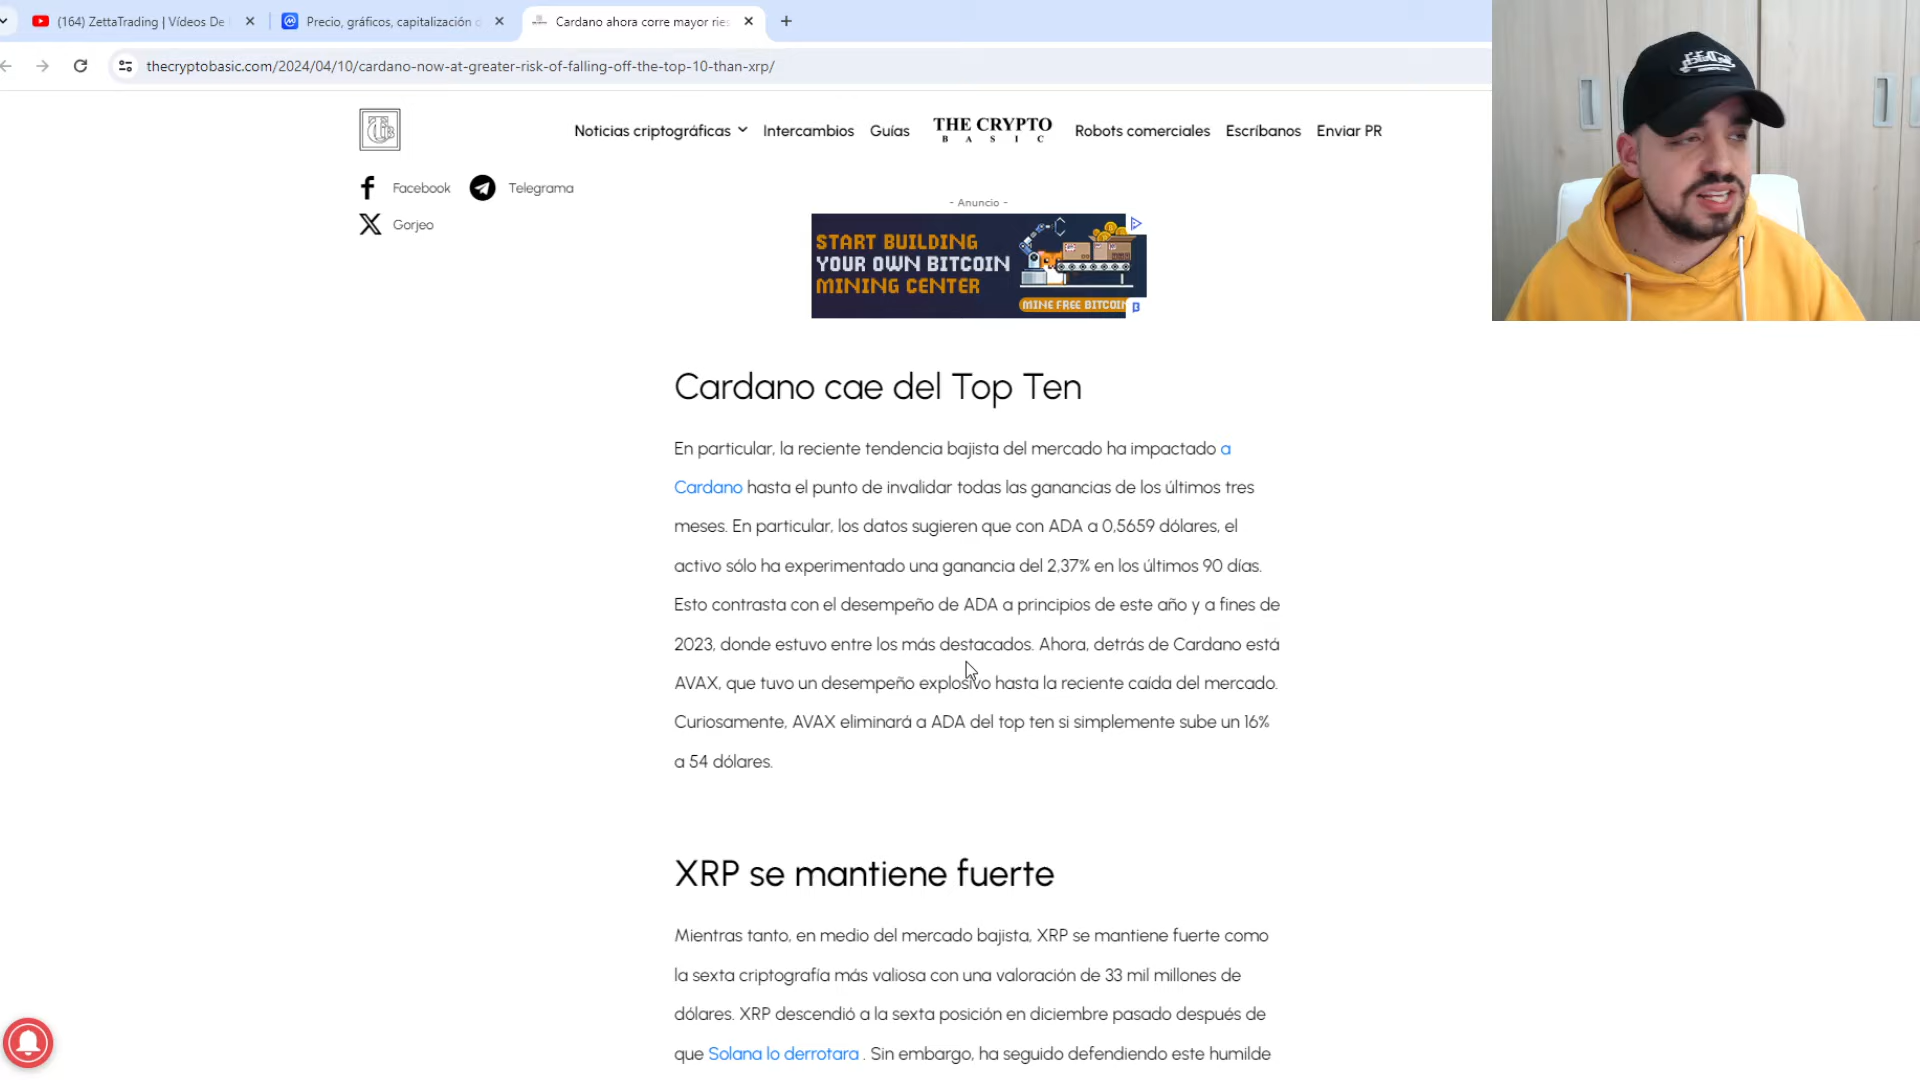 (164) ZettaTrading | Vídeos De
Precio, gráficos, capitalización
Cardano ahora corre mayor ries
thecryptobasic.com/2024/04/10/cardano-now-at-greater-risk-of-falling-off-the-top-10-than-xrp/
Noticias criptográficas
Intercambios
Guías
THE CRYPTO
BASIC
Robots comerciales
Escríbanos
Enviar PR
Facebook
Telegrama
Gorjeo
- Anuncio -
START BUILDING
YOUR OWN BITCOIN
MINING CENTER
MINE FREE BITCOIN
Cardano cae del Top Ten
En particular, la reciente tendencia bajista del mercado ha impactado a
Cardano hasta el punto de invalidar todas las ganancias de los últimos tres
meses. En particular, los datos sugieren que con ADA a 0,5659 dólares, el
activo sólo ha experimentado una ganancia del 2,37% en los últimos 90 días.
Esto contrasta con el desempeño de ADA a principios de este año y a fines de
2023, donde estuvo entre los más destacados. Ahora, detrás de Cardano está
AVAX, que tuvo un desempeño explosivo hasta la reciente caída del mercado.
Curiosamente, AVAX eliminará a ADA del top ten si simplemente sube un 16%
a 54 dólares.
XRP se mantiene fuerte
Mientras tanto, en medio del mercado bajista, XRP se mantiene fuerte como
la sexta criptografía más valiosa con una valoración de 33 mil millones de
dólares. XRP descendió a la sexta posición en diciembre pasado después de
que Solana lo derrotara . Sin embargo, ha seguido defendiendo este humilde